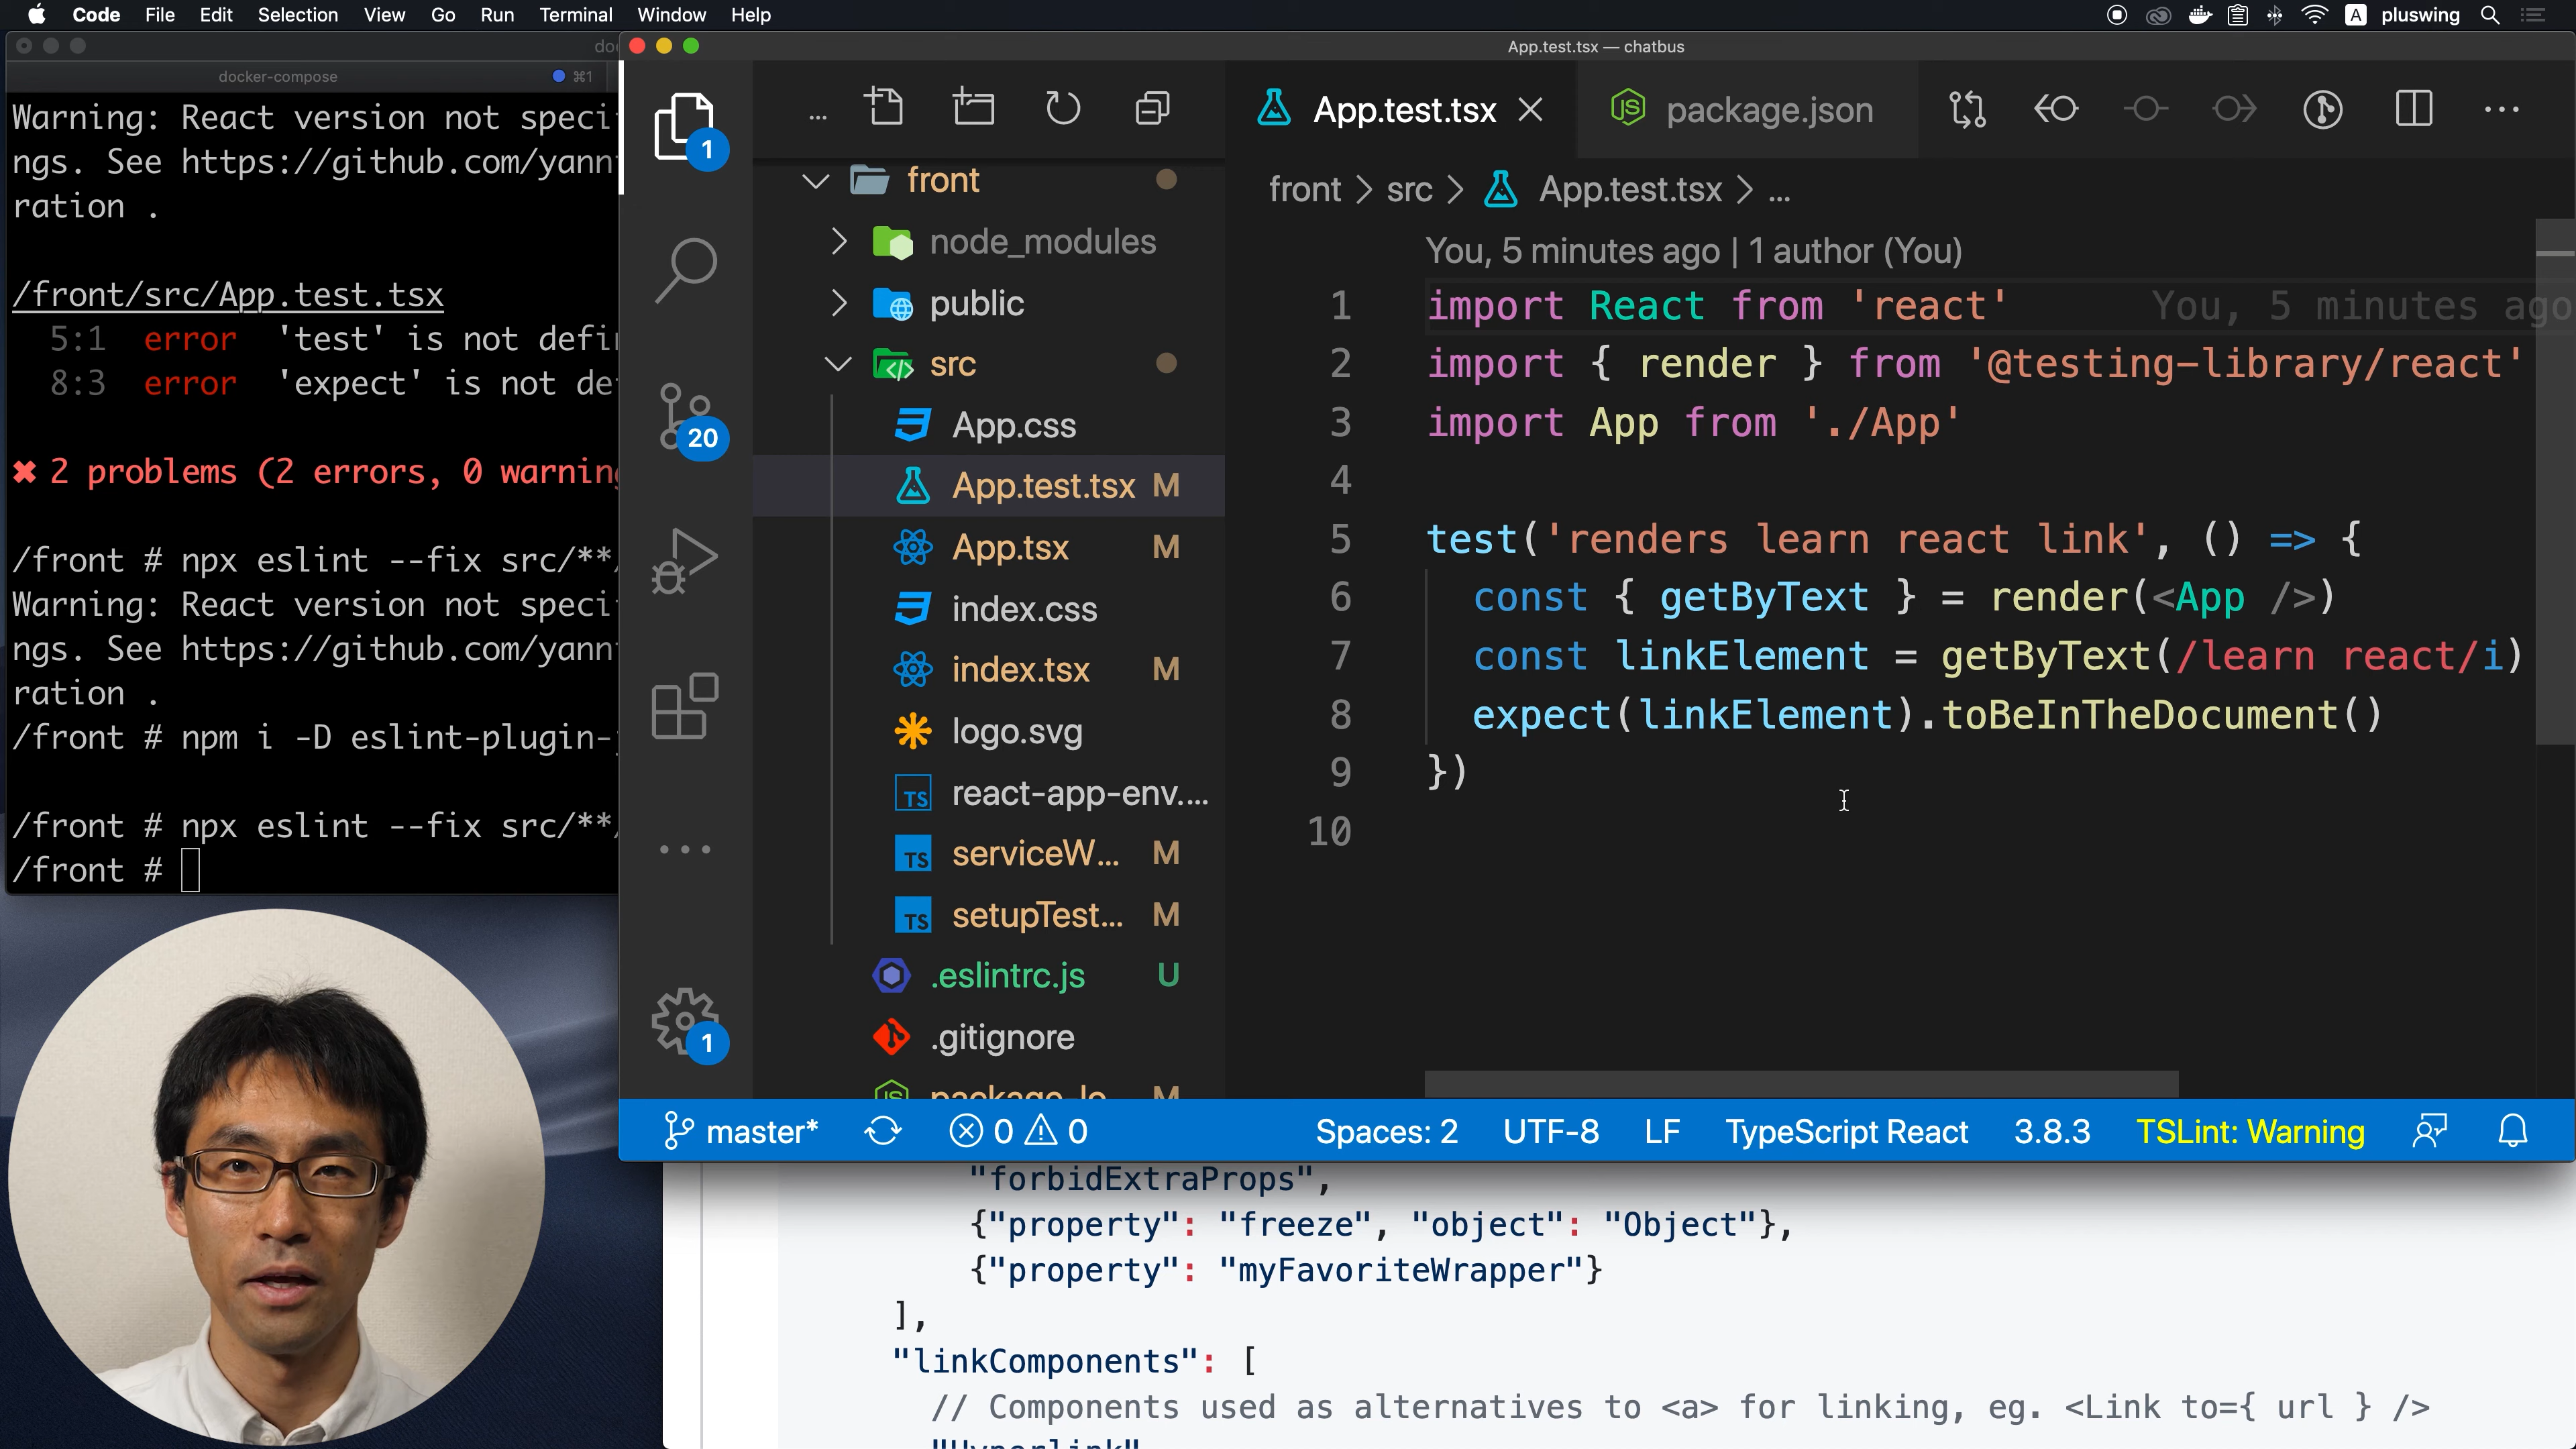 Code File Edit Selection View Go Run Terminal Window Help
A pluswing
docker-compose ⌘1
Warning: React version not speci
ngs. See https://github.com/yann
ration .
/front/src/App.test.tsx
5:1 error 'test' is not defi
8:3 error 'expect' is not de
✖ 2 problems (2 errors, 0 warnin
/front # npx eslint --fix src/**
Warning: React version not speci
ngs. See https://github.com/yann
ration .
/front # npm i -D eslint-plugin-
/front # npx eslint --fix src/**
/front #
App.test.tsx — chatbus
1
20
1
...
front
node_modules
public
src
App.css
App.test.tsx M
App.tsx M
index.css
index.tsx M
logo.svg
react-app-env....
serviceW... M
setupTest... M
.eslintrc.js U
.gitignore
M
App.test.tsx
package.json
front > src > App.test.tsx > ...
You, 5 minutes ago | 1 author (You)
1 import React from 'react' You, 5 minutes ago
2 import { render } from '@testing-library/react'
3 import App from './App'
4
5 test('renders learn react link', () => {
6 const { getByText } = render(<App />)
7 const linkElement = getByText(/learn react/i)
8 expect(linkElement).toBeInTheDocument()
9 })
10
master* 0 0 Spaces: 2 UTF-8 LF TypeScript React 3.8.3 TSLint: Warning
"forbidExtraProps",
{"property": "freeze", "object": "Object"},
{"property": "myFavoriteWrapper"}
],
"linkComponents": [
// Components used as alternatives to <a> for linking, eg. <Link to={ url } />